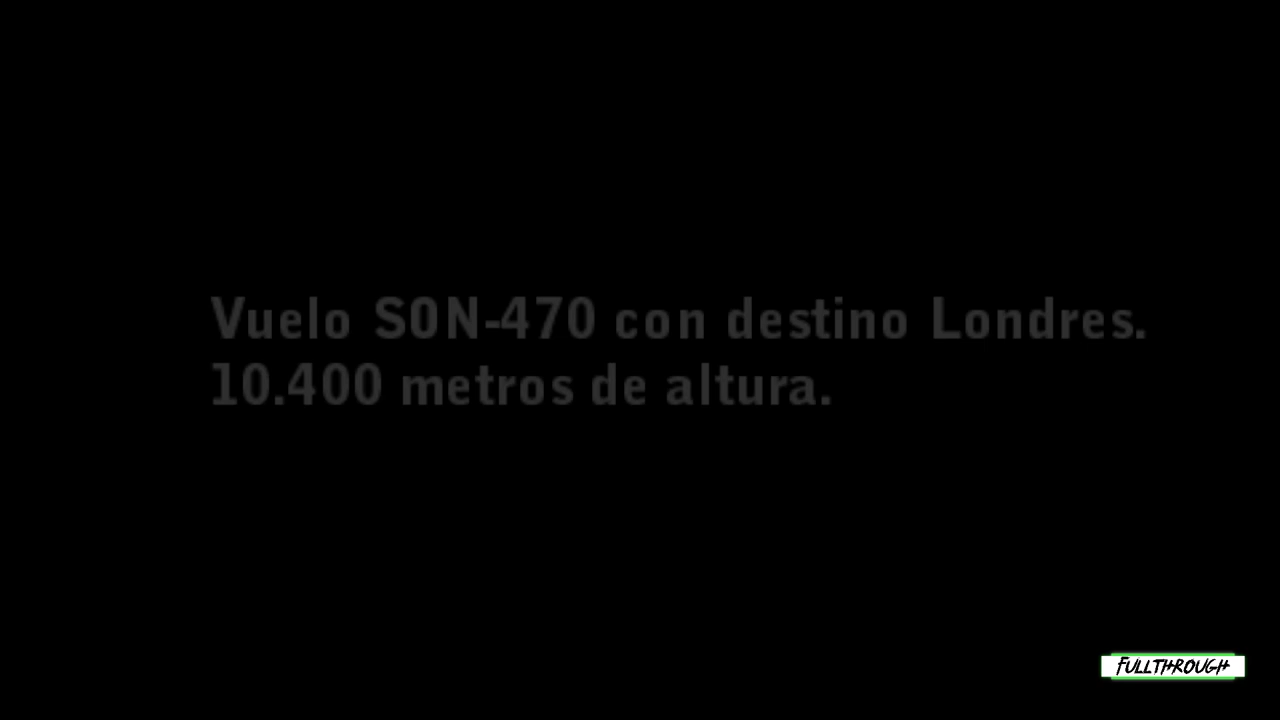 Vuelo SON-470 con destino Londres.
10.400 metros de altura.
FULLTHROUGH